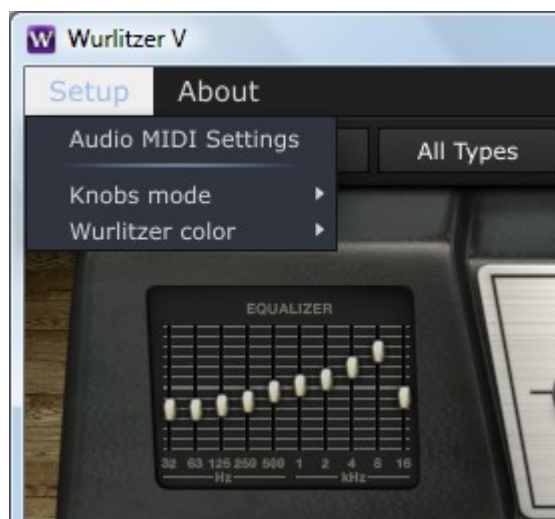 W Wurlitzer V
Setup About
Audio MIDI Settings
All Types
Knobs mode
Wurlitzer color
EQUALIZER
32 63 125 250 500 1 2 4 8 16
Hz kHz